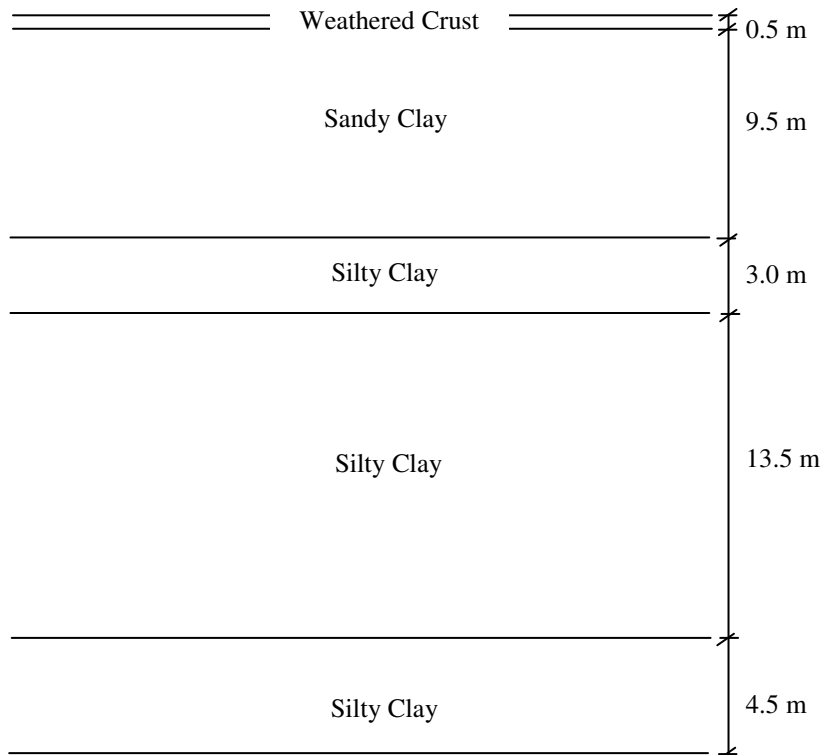 Weathered Crust
0.5 m
Sandy Clay
9.5 m
Silty Clay
3.0 m
Silty Clay
13.5 m
Silty Clay
4.5 m